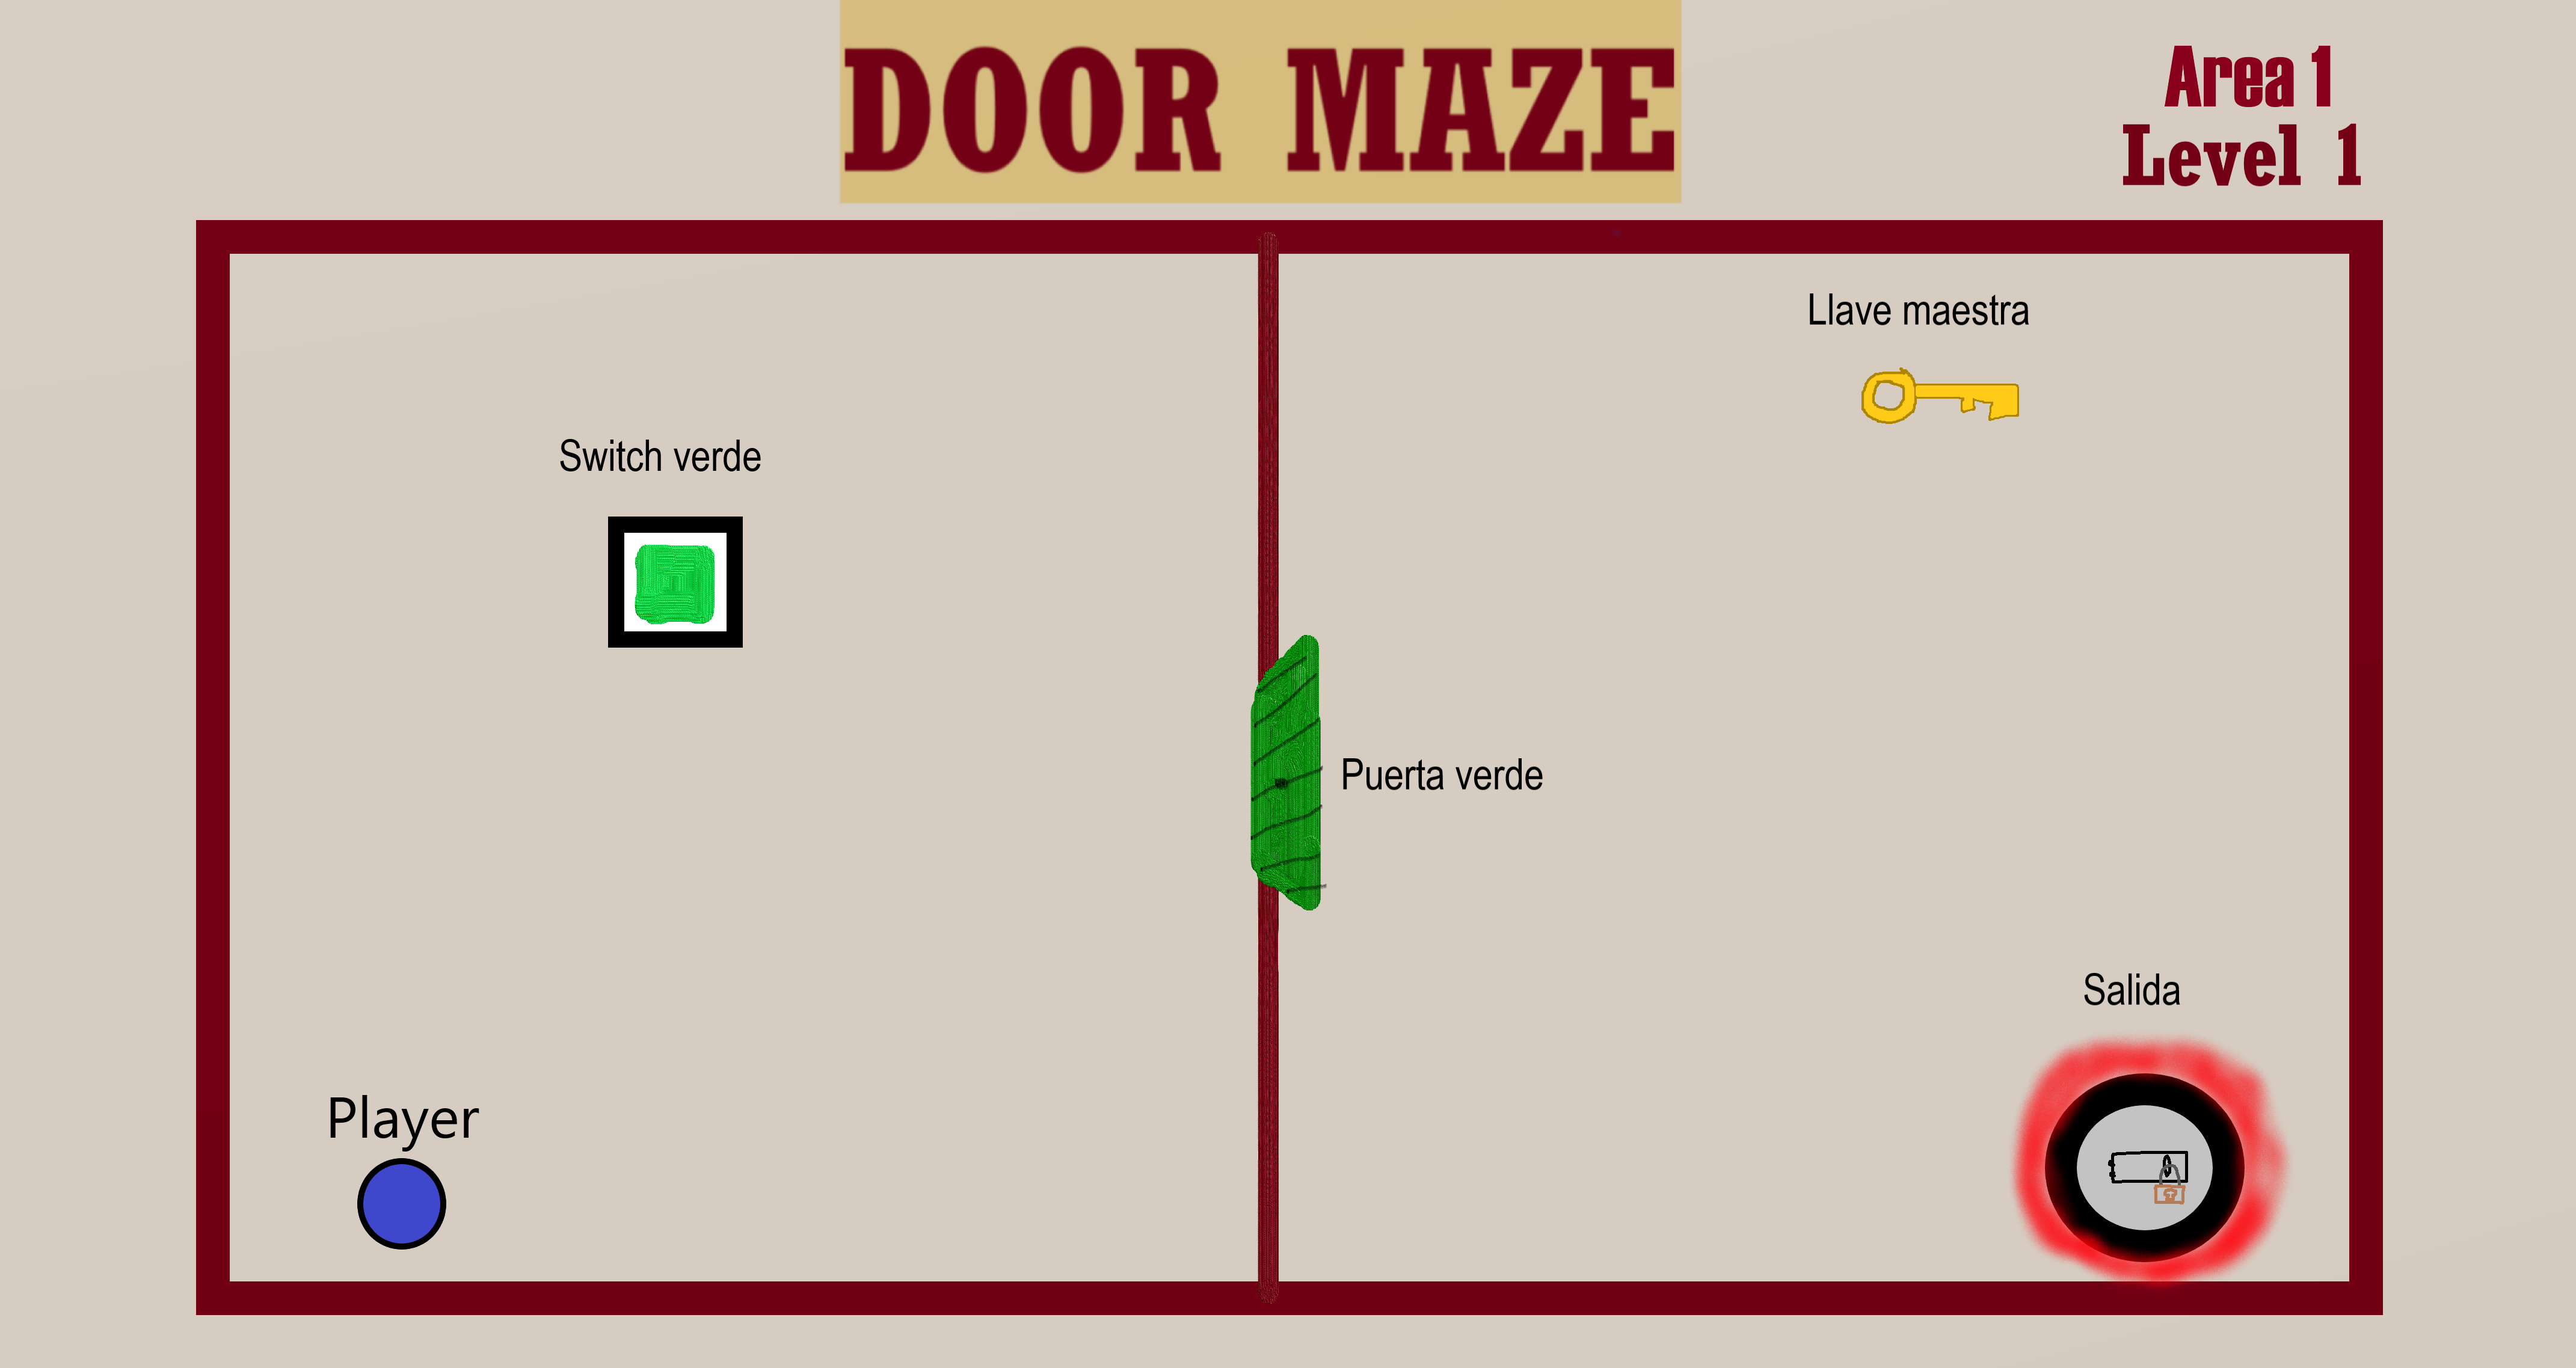 DOOR MAZE
Area 1
Level 1
Llave maestra
Switch verde
Puerta verde
Salida
Player